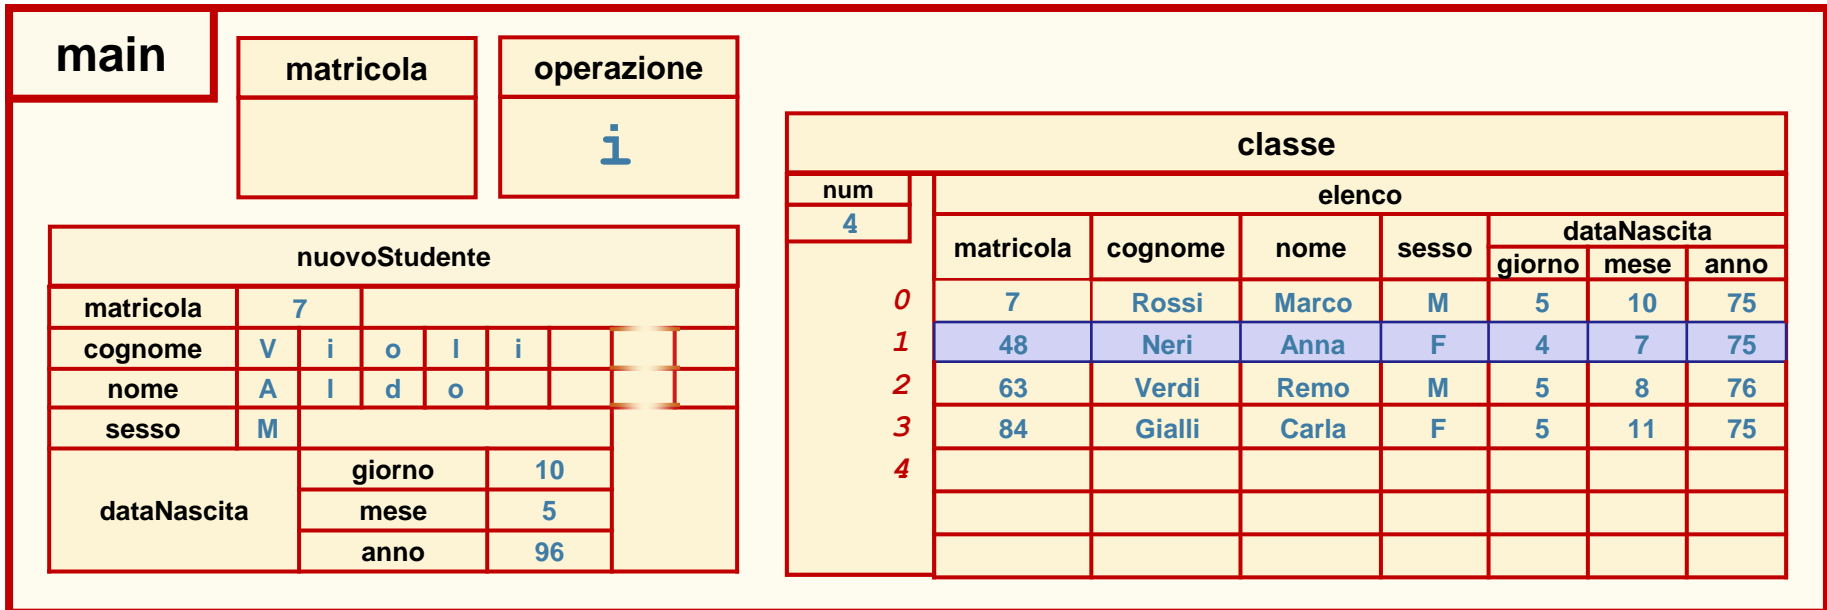 main
matricola
operazione
i
nuovoStudente
matricola 7
cognome V i o l i
nome A l d o
sesso M
dataNascita
giorno 10
mese 5
anno 96
classe
num
4
elenco
matricola cognome nome sesso dataNascita
giorno mese anno
0 7 Rossi Marco M 5 10 75
1 48 Neri Anna F 4 7 75
2 63 Verdi Remo M 5 8 76
3 84 Gialli Carla F 5 11 75
4